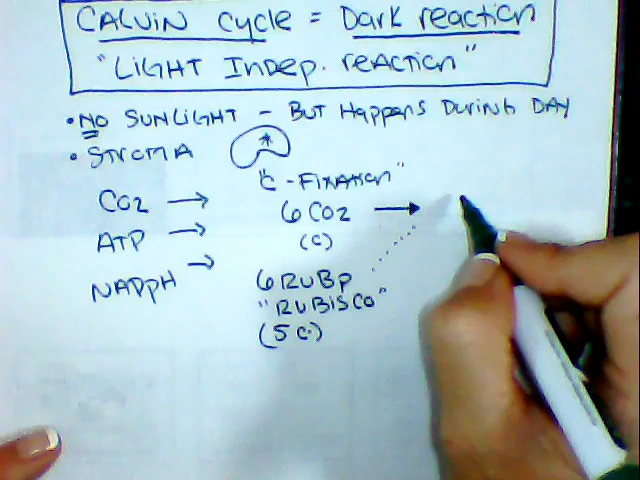 CALVIN cycle = Dark reaction
"LIGHT Indep. reaction"
• NO SUNLIGHT - BUT Happens During DAY
• STROMA
"C-Fixation"
CO2 →
6 CO2 →
ATP →
(C)
NADPH →
6 RUBP
"RUBISCO"
(5 C)